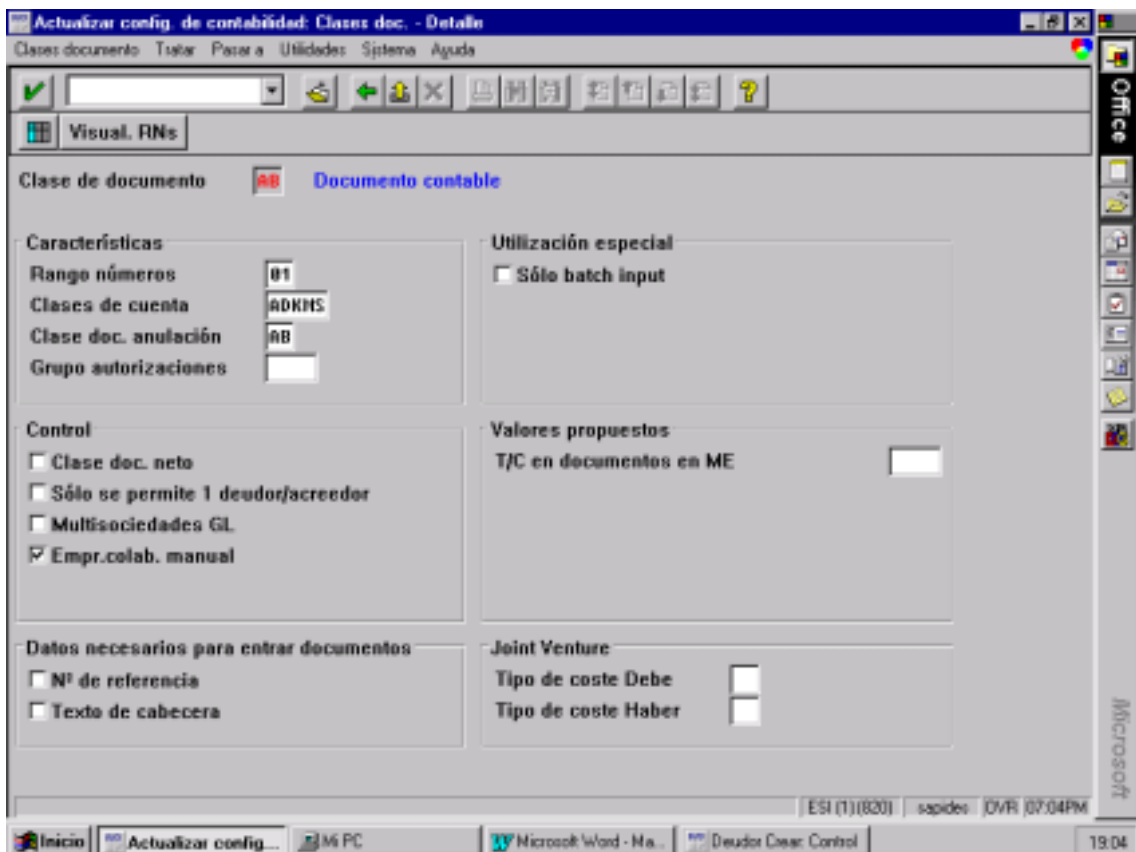 Actualizar config. de contabilidad: Clases doc. - Detalle
Clases documento Tratar Pasar a Utilidades Sistema Ayuda
Visual. RNs
Clase de documento AB Documento contable
Características
Rango números 01
Clases de cuenta ADKMS
Clase doc. anulación AB
Grupo autorizaciones
Utilización especial
Sólo batch input
Control
Clase doc. neto
Sólo se permite 1 deudor/acreedor
Multisociedades GL
Empr.colab. manual
Valores propuestos
T/C en documentos en ME
Datos necesarios para entrar documentos
Nº de referencia
Texto de cabecera
Joint Venture
Tipo de coste Debe
Tipo de coste Haber
ESI (1)(820) sapides OVR 07:04PM
Inicio Actualizar config... Mi PC Microsoft Word - Ma... Deudor Crear: Control 19:04
Office
Microsoft